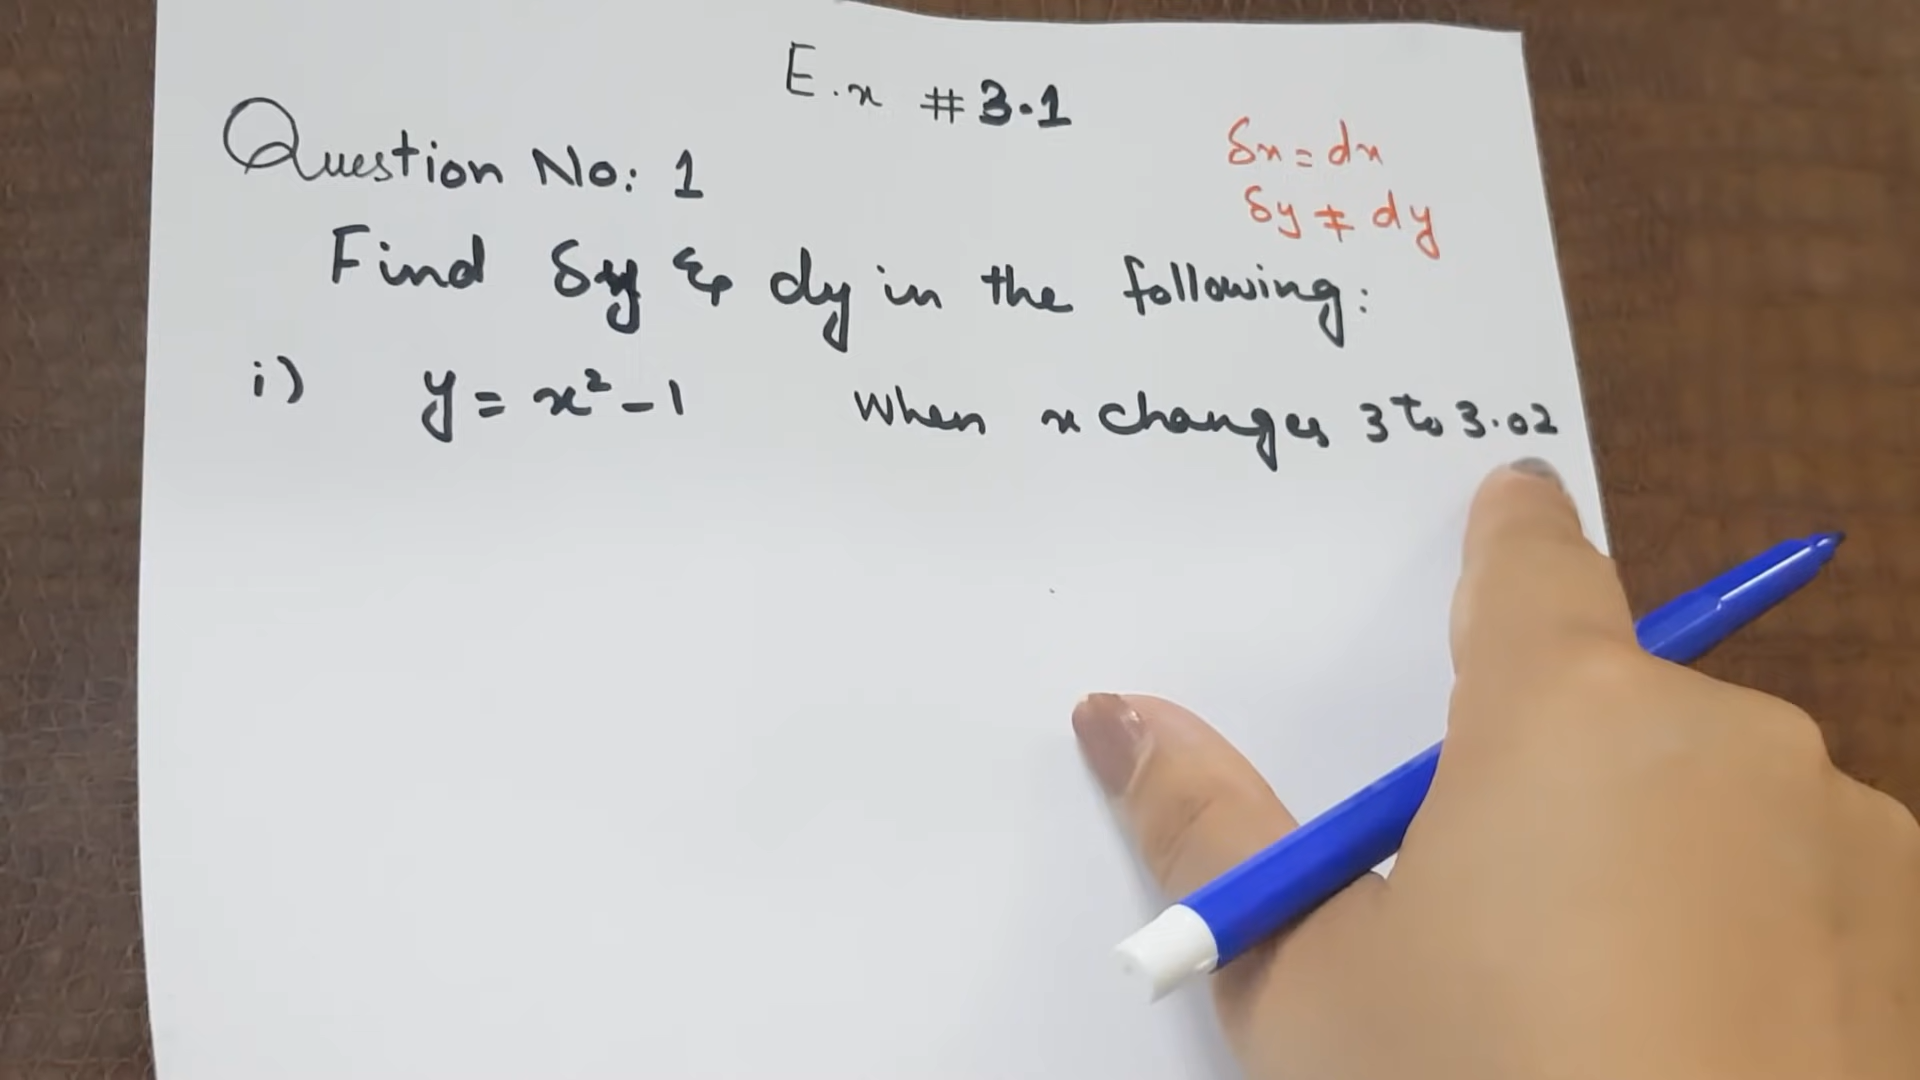 E.x #3.1
Question No: 1
δx = dx
δy ≠ dy
Find δy & dy in the following:
i) y = x² - 1 when x changes 3 to 3.02